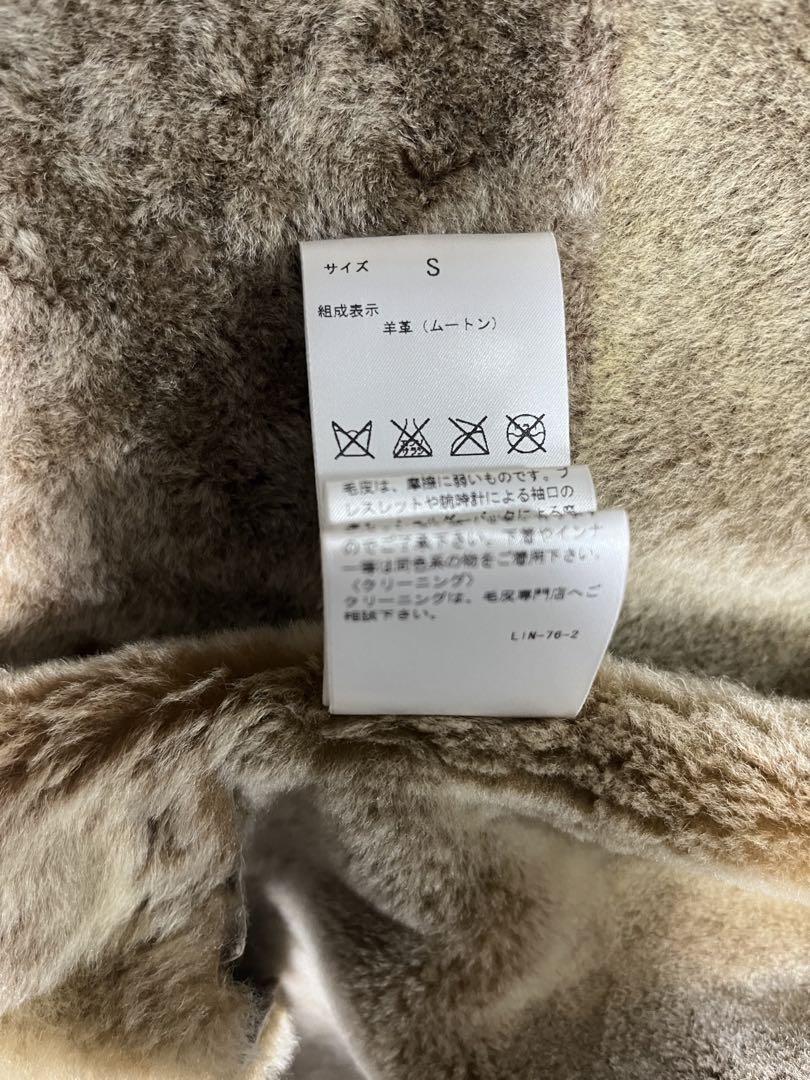 サイズ S
組成表示
羊革（ムートン）
毛皮は、摩擦に弱いものです。ブ
レスレットや腕時計による袖口の
のでご了承下さい。下着やインナ
ー等は同色系の物をご着用下さい。
〈クリーニング〉
クリーニングは、毛皮専門店へご
相談下さい。
LIN-76-2